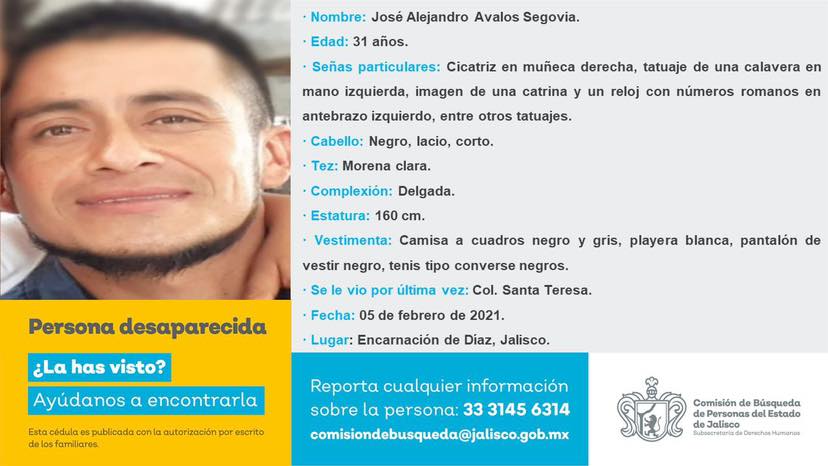 · Nombre: José Alejandro Avalos Segovia.
· Edad: 31 años.
· Señas particulares: Cicatriz en muñeca derecha, tatuaje de una calavera en
mano izquierda, imagen de una catrina y un reloj con números romanos en
antebrazo izquierdo, entre otros tatuajes.
· Cabello: Negro, lacio, corto.
· Tez: Morena clara.
· Complexión: Delgada.
· Estatura: 160 cm.
· Vestimenta: Camisa a cuadros negro y gris, playera blanca, pantalón de
vestir negro, tenis tipo converse negros.
· Se le vio por última vez: Col. Santa Teresa.
· Fecha: 05 de febrero de 2021.
· Lugar: Encarnación de Diaz, Jalisco.
Persona desaparecida
¿La has visto?
Ayúdanos a encontrarla
Esta cédula es publicada con la autorización por escrito
de los familiares.
Reporta cualquier información
sobre la persona: 33 3145 6314
comisiondebusqueda@jalisco.gob.mx
Comisión de Búsqueda
de Personas del Estado
de Jalisco
Subsecretaría de Derechos Humanos